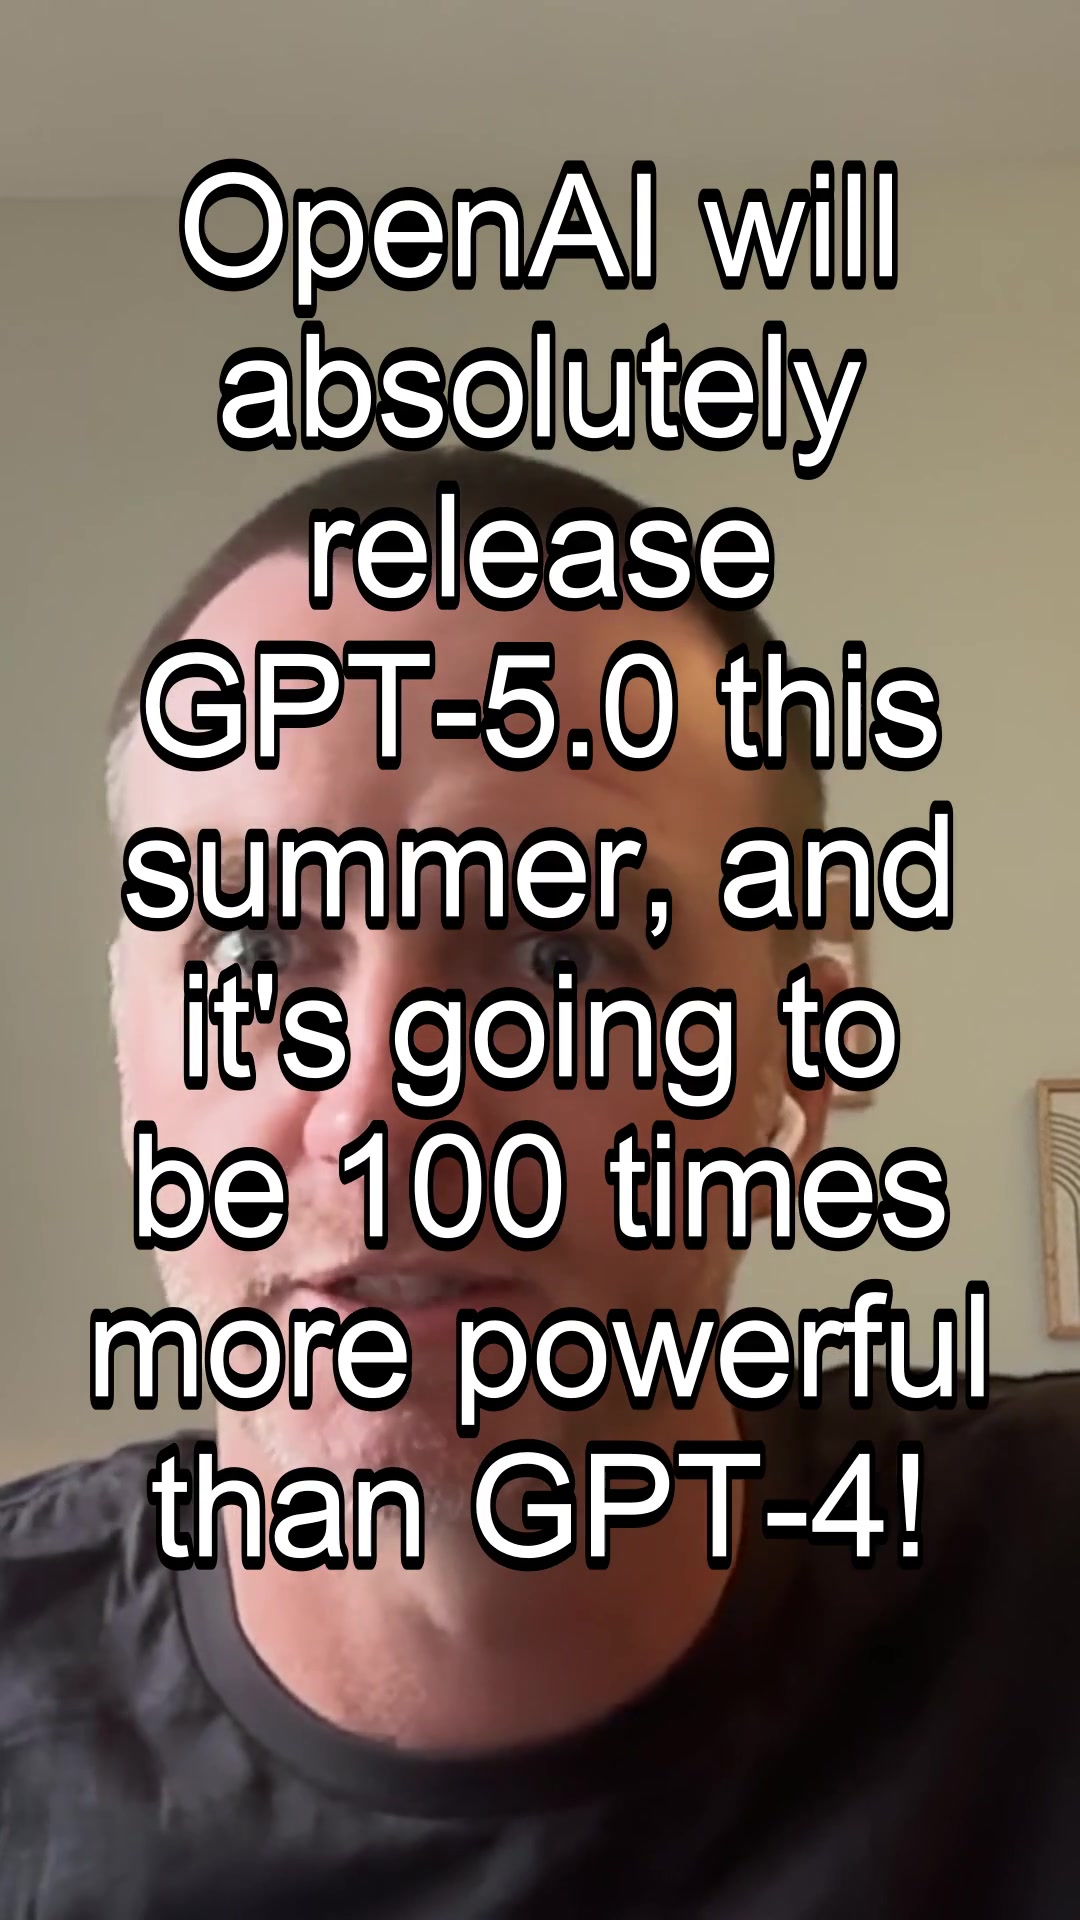 OpenAI will
absolutely
release
GPT-5.0 this
summer, and
it's going to
be 100 times
more powerful
than GPT-4!